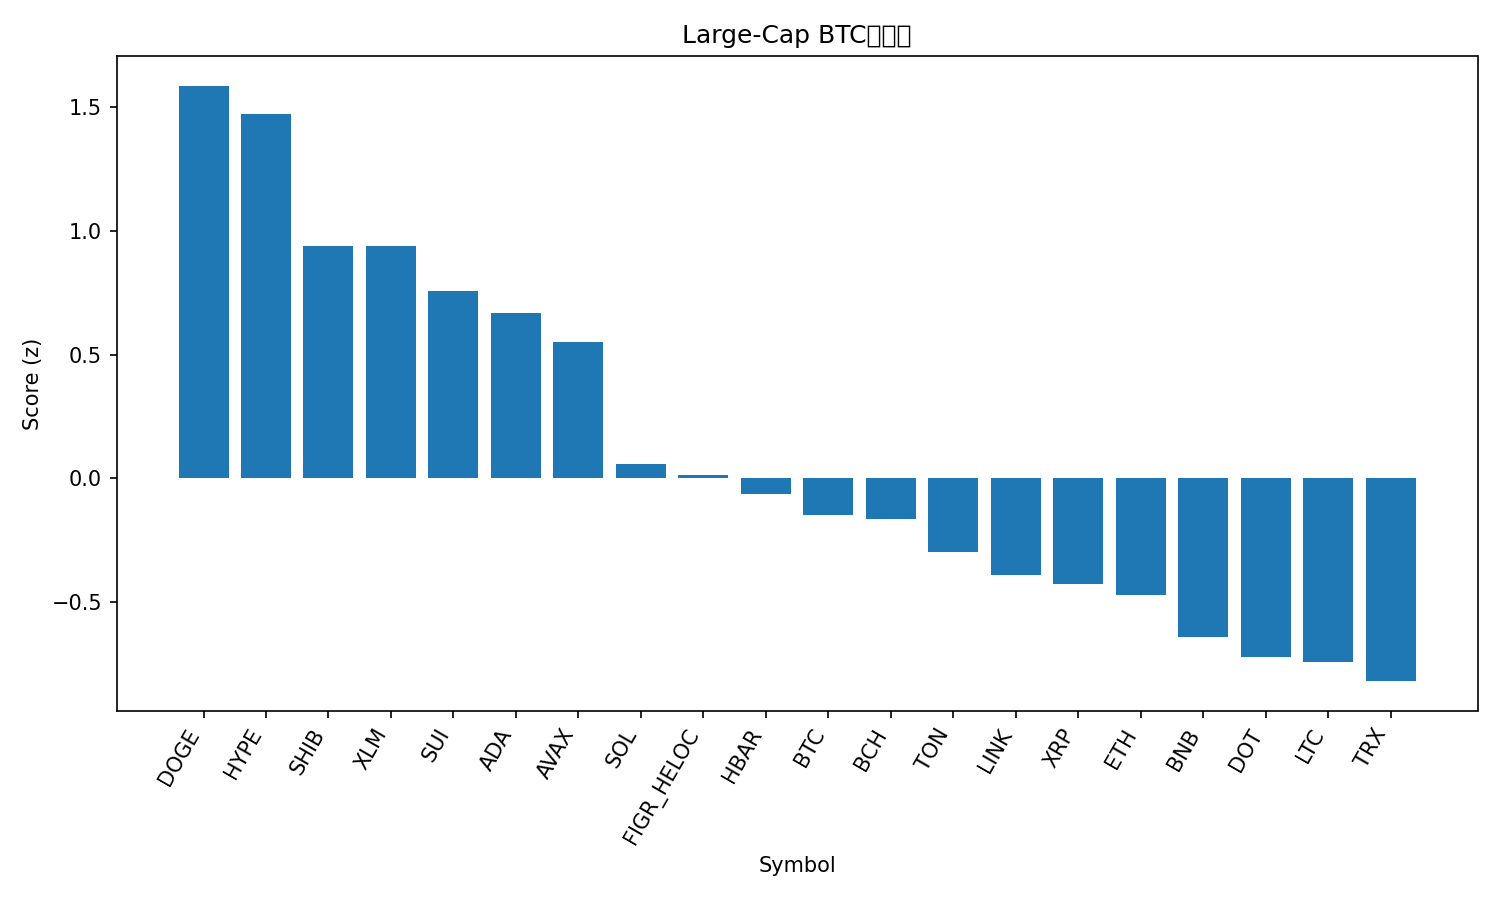 Large-Cap BTC
Score (z)
1.5
1.0
0.5
0.0
−0.5
DOGE
HYPE
SHIB
XLM
SUI
ADA
AVAX
SOL
FIGR_HELOC
HBAR
BTC
BCH
TON
LINK
XRP
ETH
BNB
DOT
LTC
TRX
Symbol